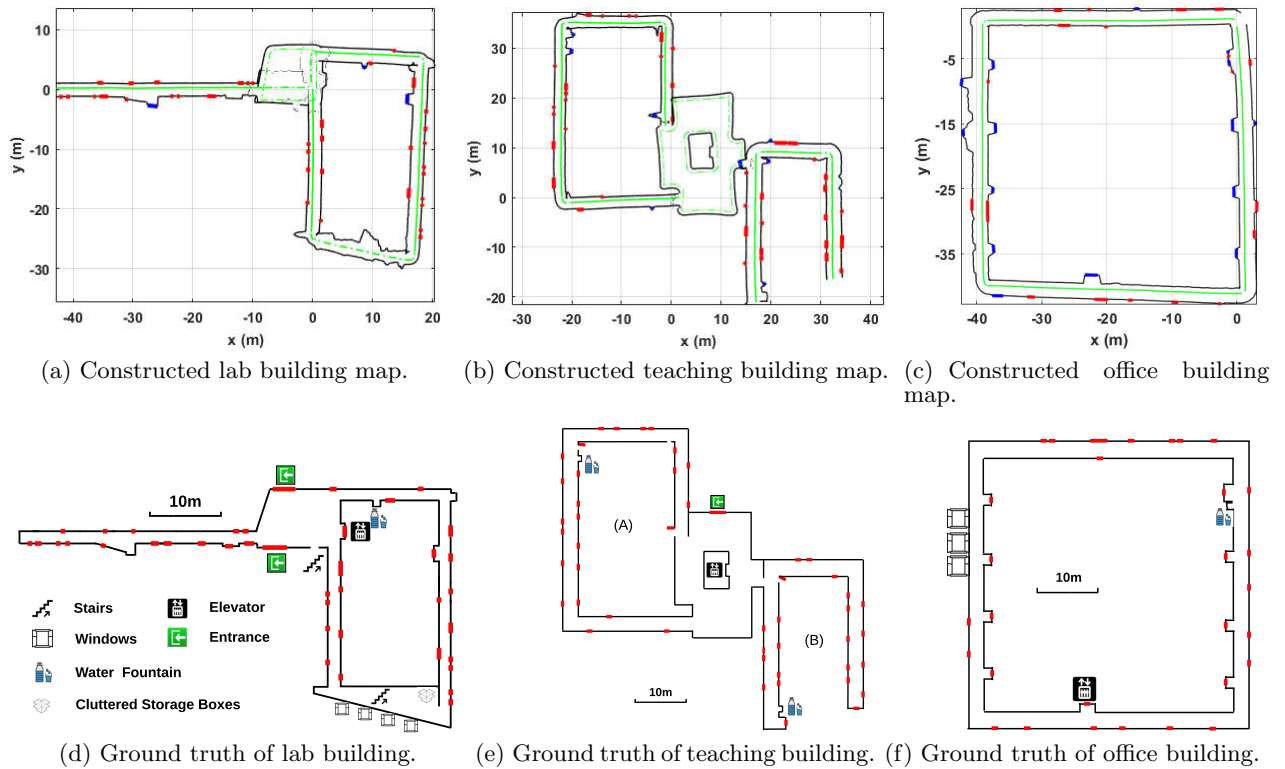 10
0
-10
-20
-30
y (m)
-40 -30 -20 -10 0 10 20
x (m)
30
20
10
0
-10
-20
y (m)
-30 -20 -10 0 10 20 30 40
x (m)
-5
-15
-25
-35
y (m)
-40 -30 -20 -10 0
x (m)
(a) Constructed lab building map.
(b) Constructed teaching building map.
(c) Constructed office building
map.
10m
Stairs
Elevator
Windows
Entrance
Water Fountain
Cluttered Storage Boxes
(A)
(B)
10m
10m
(d) Ground truth of lab building.
(e) Ground truth of teaching building.
(f) Ground truth of office building.